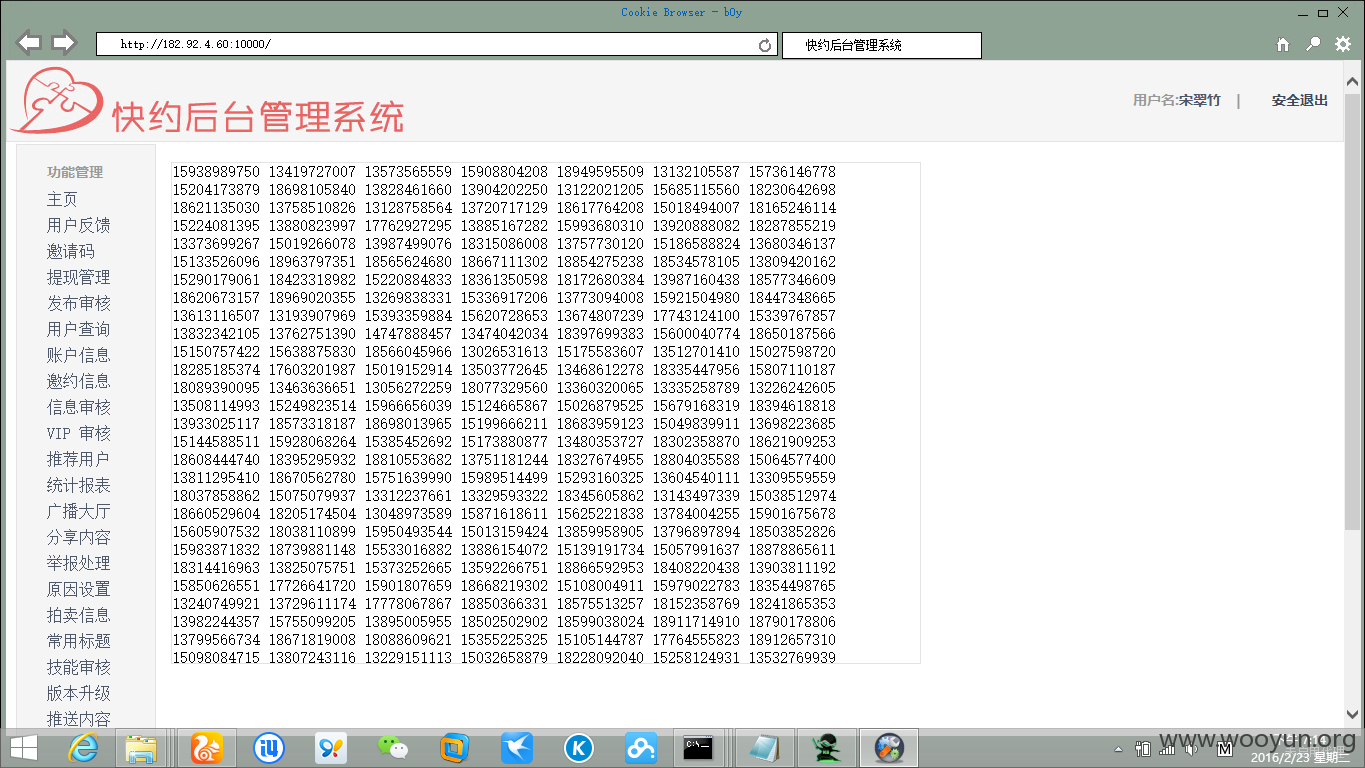 Cookie Browser - b0y
http://182.92.4.60:10000/
快约后台管理系统
快约后台管理系统
用户名:宋翠竹 | 安全退出
功能管理
主页
用户反馈
邀请码
提现管理
发布审核
用户查询
账户信息
邀约信息
信息审核
VIP 审核
推荐用户
统计报表
广播大厅
分享内容
举报处理
原因设置
拍卖信息
常用标题
技能审核
版本升级
推送内容
15938989750 13419727007 13573565559 15908804208 18949595509 13132105587 15736146778
15204173879 18698105840 13828461660 13904202250 13122021205 15685115560 18230642698
18621135030 13758510826 13128758564 13720717129 18617764208 15018494007 18165246114
15224081395 13880823997 17762927295 13885167282 15993680310 13920888082 18287855219
13373699267 15019266078 13987499076 18315086008 13757730120 15186588824 13680346137
15133526096 18963797351 18565624680 18667111302 18854275238 18534578105 13809420162
15290179061 18423318982 15220884833 18361350598 18172680384 13987160438 18577346609
18620673157 18969020355 13269838331 15336917206 13773094008 15921504980 18447348665
13613116507 13193907969 15393359884 15620728653 13674807239 17743124100 15339767857
13832342105 13762751390 14747888457 13474042034 18397699383 15600040774 18650187566
15150757422 15638875830 18566045966 13026531613 15175583607 13512701410 15027598720
18285185374 17603201987 15019152914 13503772645 13468612278 18335447956 15807110187
18089390095 13463636651 13056272259 18077329560 13360320065 13335258789 13226242605
13508114993 15249823514 15966656039 15124665867 15026879525 15679168319 18394618818
13933025117 18573318187 18698013965 15199666211 18683959123 15049839911 13698223685
15144588511 15928068264 15385452692 15173880877 13480353727 18302358870 18621909253
18608444740 18395295932 18810553682 13751181244 18327674955 18804035588 15064577400
13811295410 18670562780 15751639990 15989514499 15293160325 13604540111 13309559559
18037858862 15075079937 13312237661 13329593322 18345605862 13143497339 15038512974
18660529604 18205174504 13048973589 15871618611 15625221838 13784004255 15901675678
15605907532 18038110899 15950493544 15013159424 13859958905 13796897894 18503852826
15983871832 18739881148 15533016882 13886154072 15139191734 15057991637 18878665611
18314416963 13825075751 15373252665 13592266751 18866592953 18408220438 13903811192
15850626551 17726641720 15901807659 18668219302 15108004911 15979022783 18354498765
13240749921 13729611174 17778067867 18850366331 18575513257 18152358769 18241865353
13982244357 15755099205 13895005955 18502502902 18599038024 18911714910 18790178806
13799566734 18671819008 18088609621 15355225325 15105144787 17764555823 18912657310
15098084715 13807243116 13229151113 15032658879 18228092040 15258124931 13532769939
C:\_
M
www.wooyun.org
2016/2/23 星期二